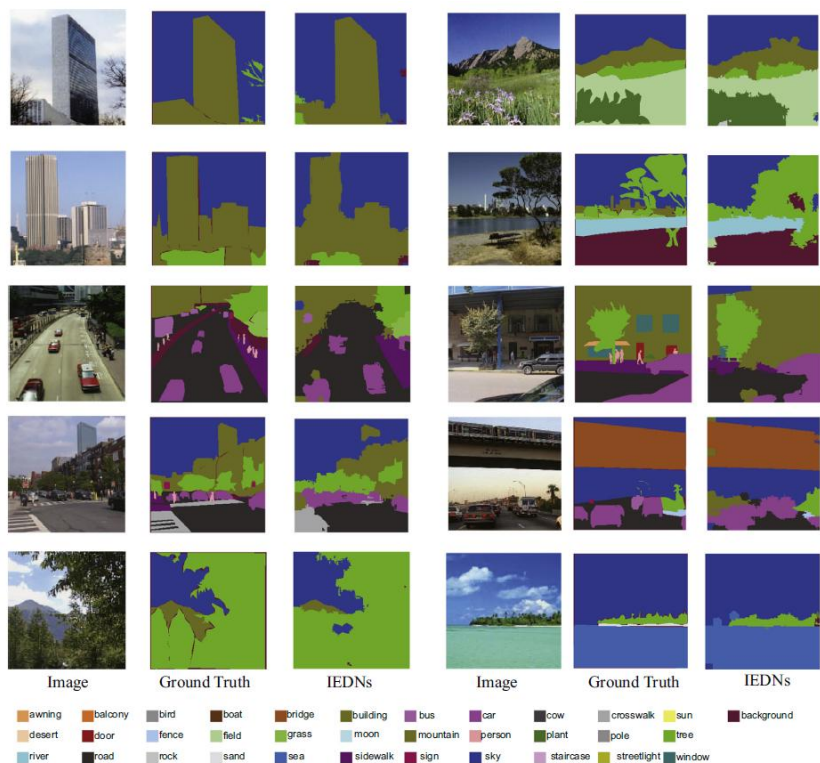 Image Ground Truth IEDNs Image Ground Truth IEDNs
awning balcony bird boat bridge building bus car cow crosswalk sun background
desert door fence field grass moon mountain person plant pole tree
river road rock sand sea sidewalk sign sky staircase streetlight window